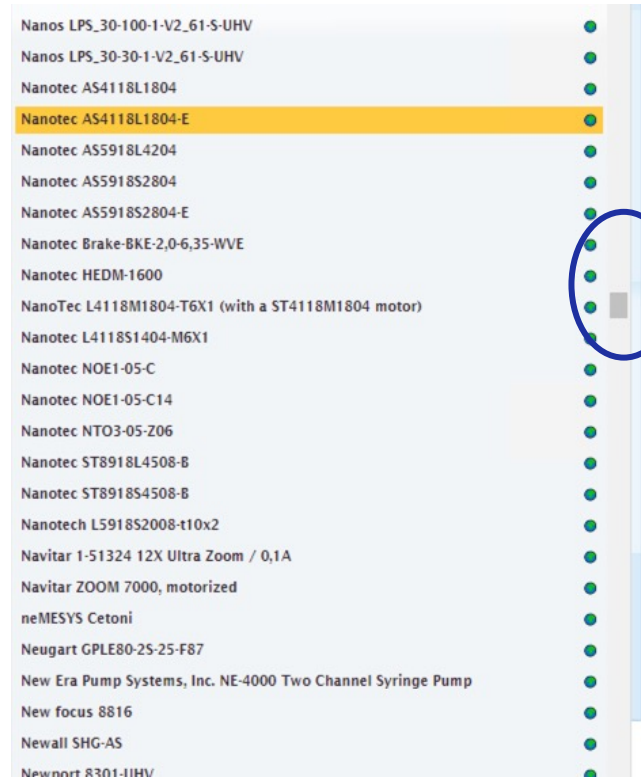 Nanos LPS_30-100-1-V2_61-S-UHV
Nanos LPS_30-30-1-V2_61-S-UHV
Nanotec AS4118L1804
Nanotec AS4118L1804-E
Nanotec AS5918L4204
Nanotec AS5918S2804
Nanotec AS5918S2804-E
Nanotec Brake-BKE-2,0-6,35-WVE
Nanotec HEDM-1600
NanoTec L4118M1804-T6X1 (with a ST4118M1804 motor)
Nanotec L4118S1404-M6X1
Nanotec NOE1-05-C
Nanotec NOE1-05-C14
Nanotec NTO3-05-Z06
Nanotec ST8918L4508-B
Nanotec ST8918S4508-B
Nanotech L5918S2008-t10x2
Navitar 1-51324 12X Ultra Zoom / 0,1A
Navitar ZOOM 7000, motorized
neMESYS Cetoni
Neugart GPLE80-2S-25-F87
New Era Pump Systems, Inc. NE-4000 Two Channel Syringe Pump
New focus 8816
Newall SHG-AS
Newport 8301-UHV